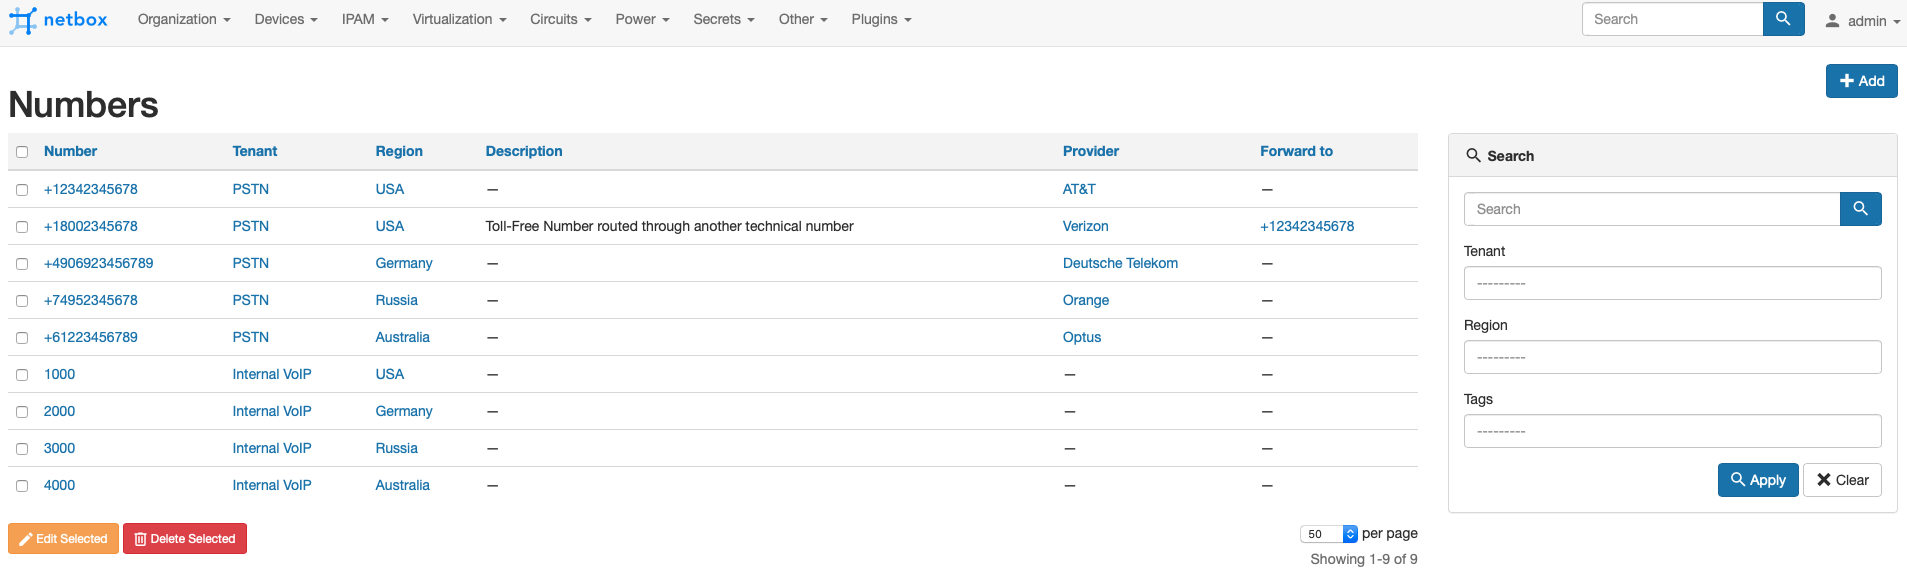 netbox Organization Devices IPAM Virtualization Circuits Power Secrets Other Plugins Search admin
Add
Numbers
Number Tenant Region Description Provider Forward to
+12342345678 PSTN USA — AT&T —
+18002345678 PSTN USA Toll-Free Number routed through another technical number Verizon +12342345678
+4906923456789 PSTN Germany — Deutsche Telekom —
+74952345678 PSTN Russia — Orange —
+61223456789 PSTN Australia — Optus —
1000 Internal VoIP USA — — —
2000 Internal VoIP Germany — — —
3000 Internal VoIP Russia — — —
4000 Internal VoIP Australia — — —
Edit Selected Delete Selected
50 per page
Showing 1-9 of 9
Search
Search
Tenant
---------
Region
---------
Tags
---------
Apply Clear